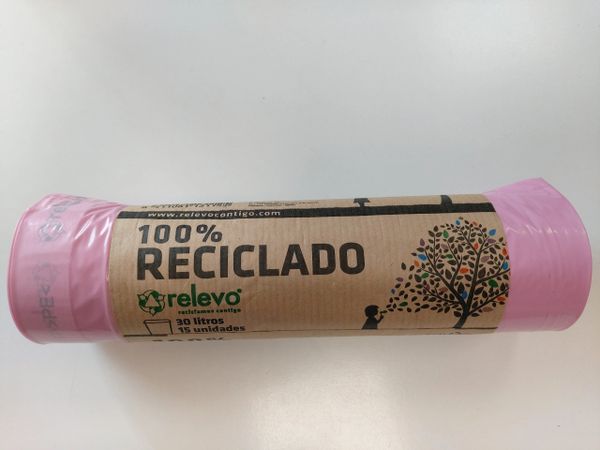 www.relevocontigo.com
100%
RECICLADO
relevo®
reciclamos contigo
30 litros
15 unidades